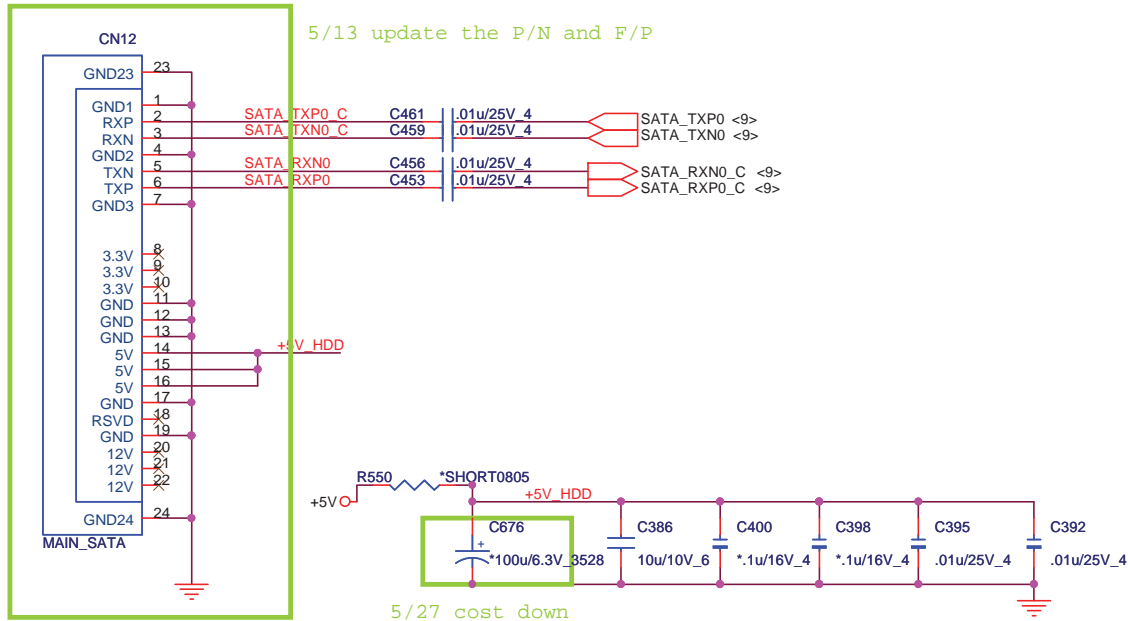 5/13 update the P/N and F/P
CN12
GND23 23
GND1 1
RXP 2 SATA_TXP0_C C461 .01u/25V_4 SATA_TXP0 <9>
RXN 3 SATA_TXN0_C C459 .01u/25V_4 SATA_TXN0 <9>
GND2 4
TXN 5 SATA_RXN0 C456 .01u/25V_4 SATA_RXN0_C <9>
TXP 6 SATA_RXP0 C453 .01u/25V_4 SATA_RXP0_C <9>
GND3 7
3.3V 8
3.3V 9
3.3V 10
GND 11
GND 12
GND 13
5V 14 +5V_HDD
5V 15
5V 16
GND 17
RSVD 18
GND 19
12V 20
12V 21
12V 22
GND24 24
MAIN_SATA
R550 *SHORT0805
+5V +5V_HDD
C676 C386 C400 C398 C395 C392
+
*100u/6.3V_3528 10u/10V_6 *.1u/16V_4 *.1u/16V_4 .01u/25V_4 .01u/25V_4
5/27 cost down